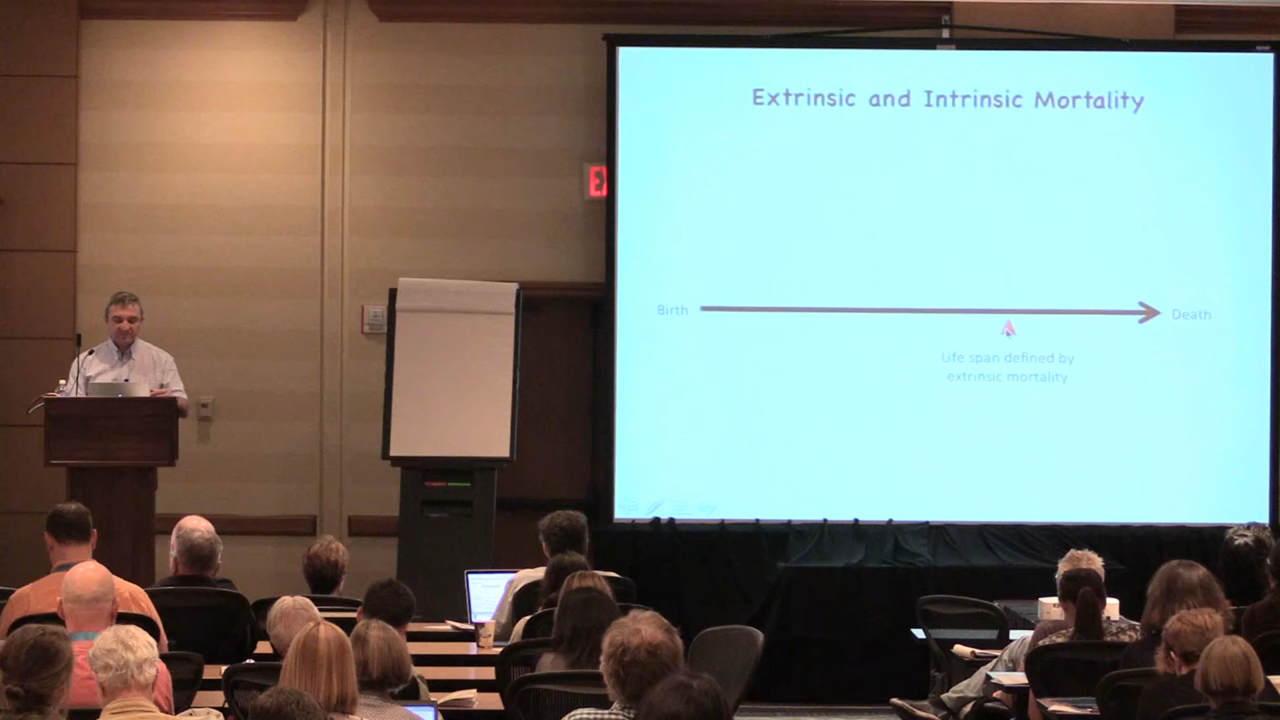 Extrinsic and Intrinsic Mortality
Birth
Death
Life span defined by
extrinsic mortality